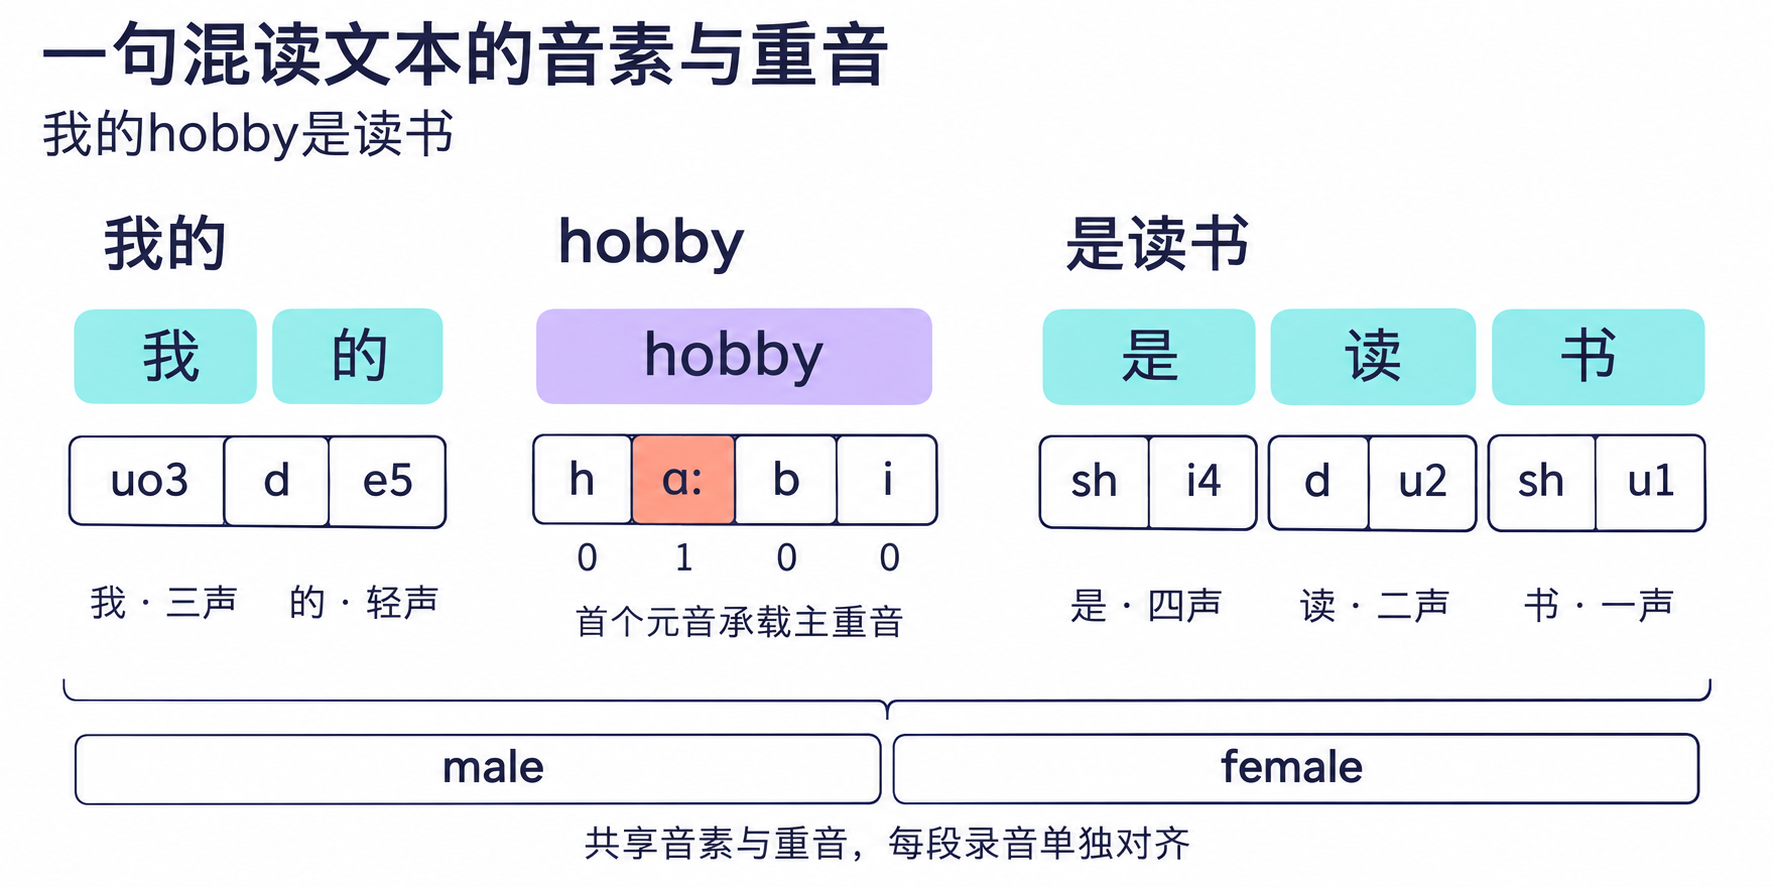 一句混读文本的音素与重音
我的hobby是读书
我的 hobby 是读书
我 的 hobby 是 读 书
uo3 d e5 h ɑ: b i sh i4 d u2 sh u1
0 1 0 0
我·三声 的·轻声 首个元音承载主重音 是·四声 读·二声 书·一声
male female
共享音素与重音，每段录音单独对齐